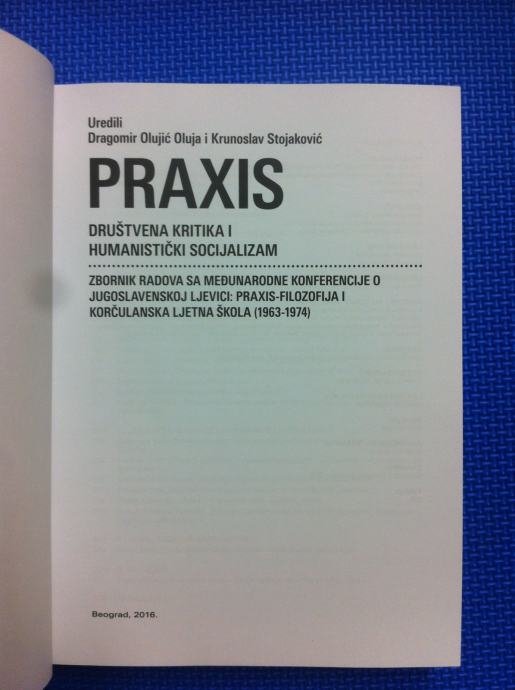 Uredili
Dragomir Olujić Oluja i Krunoslav Stojaković
PRAXIS
DRUŠTVENA KRITIKA I
HUMANISTIČKI SOCIJALIZAM
ZBORNIK RADOVA SA MEĐUNARODNE KONFERENCIJE O
JUGOSLAVENSKOJ LJEVICI: PRAXIS-FILOZOFIJA I
KORČULANSKA LJETNA ŠKOLA (1963-1974)
Beograd, 2016.